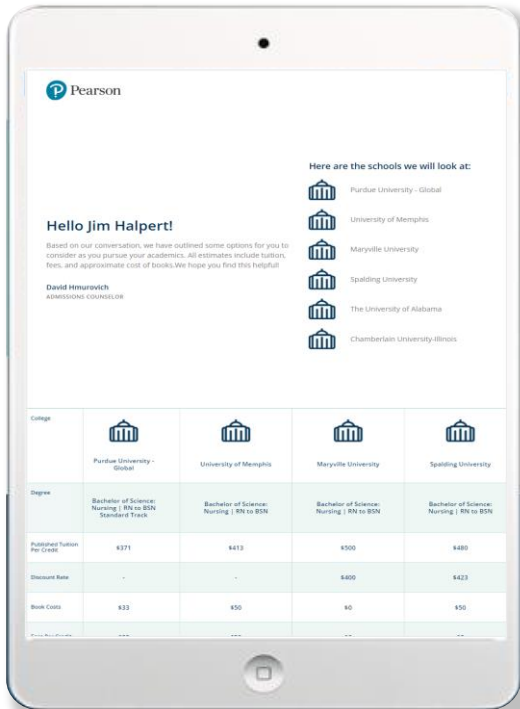 Pearson
Hello Jim Halpert!
Based on our conversation, we have outlined some options for you to
consider as you pursue your academics. All estimates include tuition,
fees, and approximate cost of books.We hope you find this helpful!
David Hmurovich
ADMISSIONS COUNSELOR
Here are the schools we will look at:
Purdue University - Global
University of Memphis
Maryville University
Spalding University
The University of Alabama
Chamberlain University-Illinois
College
Purdue University -
Global
University of Memphis
Maryville University
Spalding University
Degree
Bachelor of Science:
Nursing | RN to BSN
Standard Track
Bachelor of Science:
Nursing | RN to BSN
Bachelor of Science:
Nursing | RN to BSN
Bachelor of Science:
Nursing | RN to BSN
Published Tuition
Per Credit
$371
$413
$500
$480
Discount Rate
-
-
$400
$423
Book Costs
$33
$50
$0
$50